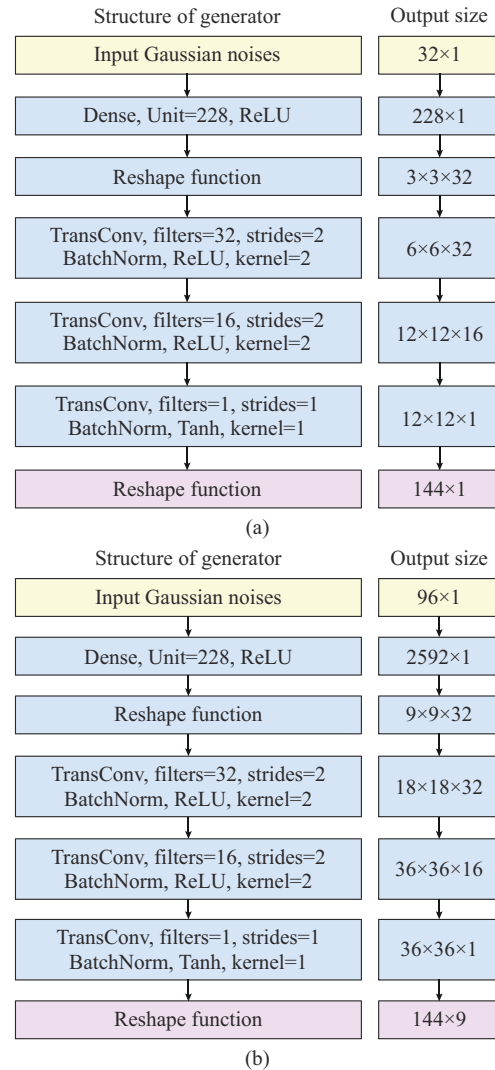 Structure of generator Output size
Input Gaussian noises 32×1
Dense, Unit=228, ReLU 228×1
Reshape function 3×3×32
TransConv, filters=32, strides=2
BatchNorm, ReLU, kernel=2
6×6×32
TransConv, filters=16, strides=2
BatchNorm, ReLU, kernel=2
12×12×16
TransConv, filters=1, strides=1
BatchNorm, Tanh, kernel=1
12×12×1
Reshape function 144×1
(a)
Structure of generator Output size
Input Gaussian noises 96×1
Dense, Unit=228, ReLU 2592×1
Reshape function 9×9×32
TransConv, filters=32, strides=2
BatchNorm, ReLU, kernel=2
18×18×32
TransConv, filters=16, strides=2
BatchNorm, ReLU, kernel=2
36×36×16
TransConv, filters=1, strides=1
BatchNorm, Tanh, kernel=1
36×36×1
Reshape function 144×9
(b)